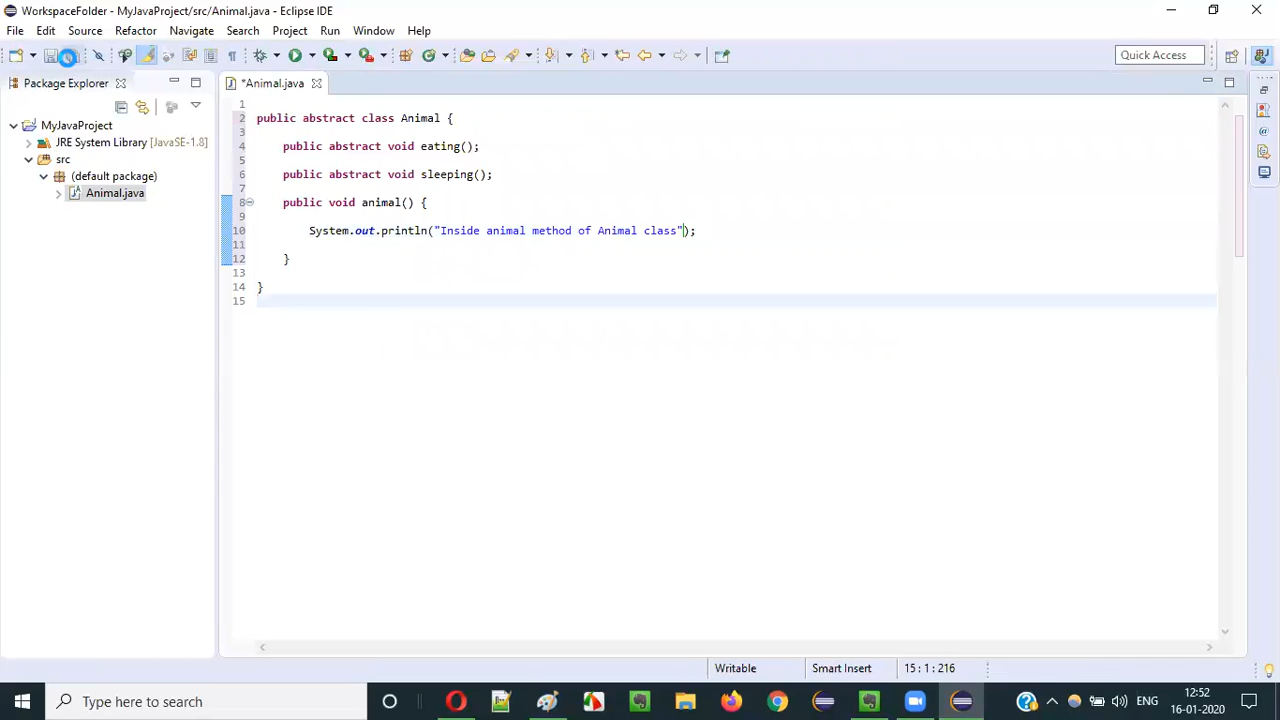 WorkspaceFolder - MyJavaProject/src/Animal.java - Eclipse IDE
File Edit Source Refactor Navigate Search Project Run Window Help
Quick Access
Package Explorer
*Animal.java
MyJavaProject
JRE System Library [JavaSE-1.8]
src
(default package)
Animal.java
1
2 public abstract class Animal {
3
4 public abstract void eating();
5
6 public abstract void sleeping();
7
8 public void animal() {
9
10 System.out.println("Inside animal method of Animal class");
11
12 }
13
14 }
15
Writable Smart Insert 15 : 1 : 216
Type here to search
ENG
12:52
16-01-2020